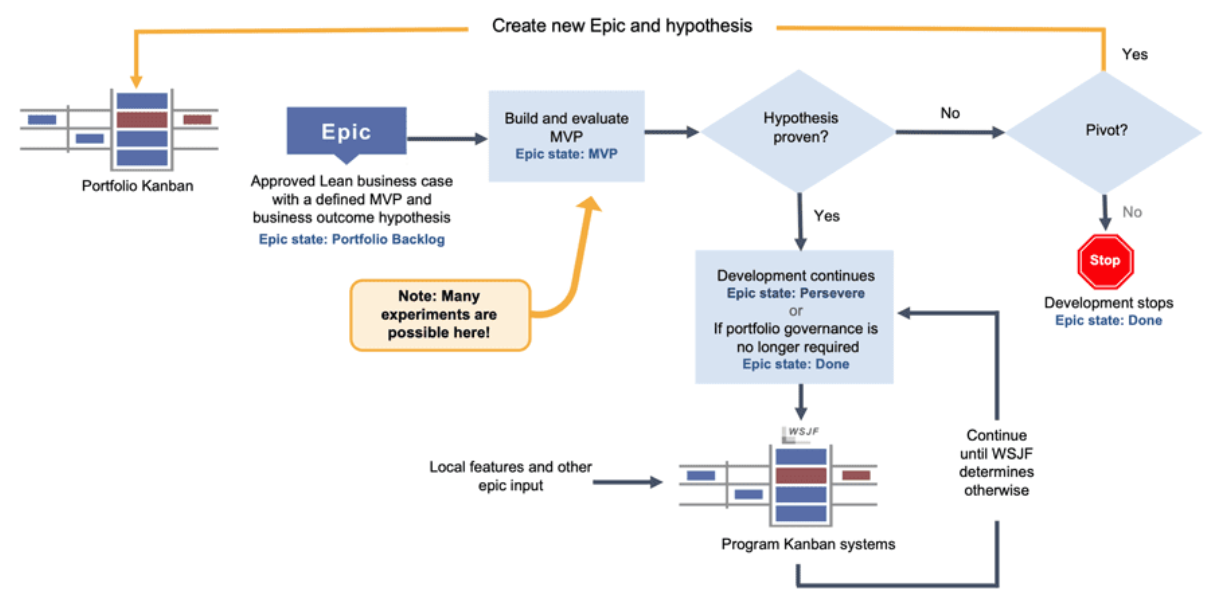 Create new Epic and hypothesis
Yes
Portfolio Kanban
Epic
Approved Lean business case
with a defined MVP and
business outcome hypothesis
Epic state: Portfolio Backlog
Build and evaluate
MVP
Epic state: MVP
Note: Many
experiments are
possible here!
Hypothesis
proven?
No
Pivot?
No
Stop
Development stops
Epic state: Done
Yes
Development continues
Epic state: Persevere
or
If portfolio governance is
no longer required
Epic state: Done
WSJF
Local features and other
epic input
Program Kanban systems
Continue
until WSJF
determines
otherwise